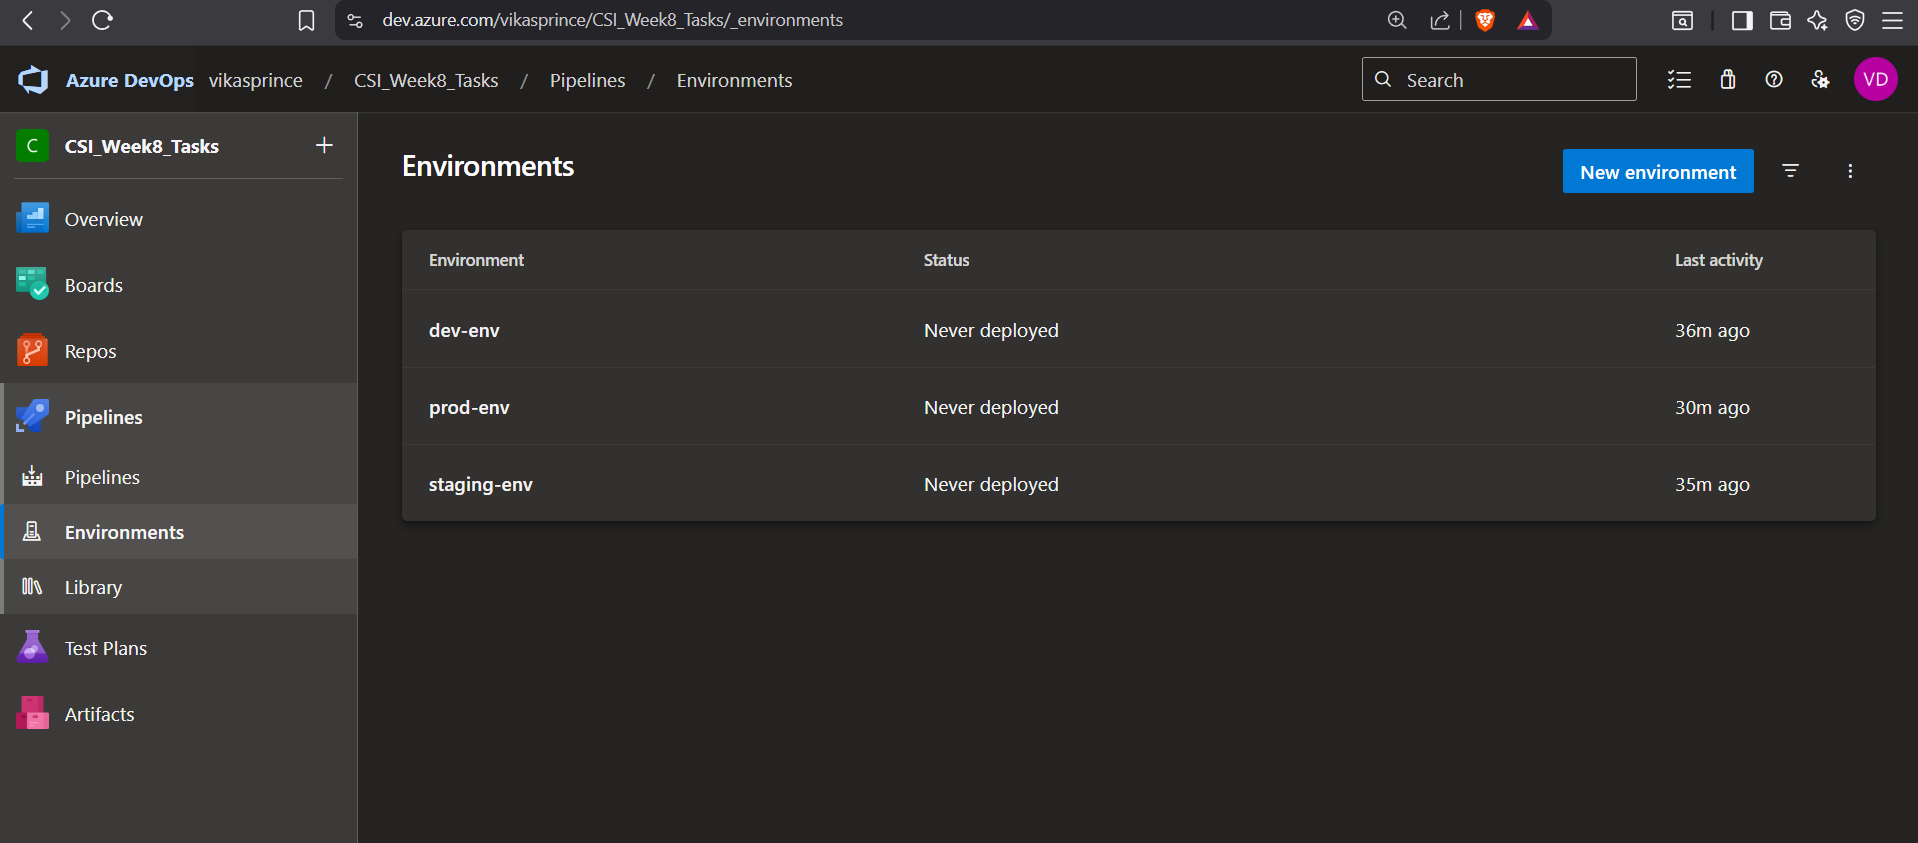 dev.azure.com/vikasprince/CSI_Week8_Tasks/_environments
Azure DevOps vikasprince / CSI_Week8_Tasks / Pipelines / Environments
Search
VD
C CSI_Week8_Tasks
Overview
Boards
Repos
Pipelines
Pipelines
Environments
Library
Test Plans
Artifacts
Environments
New environment
Environment Status Last activity
dev-env Never deployed 36m ago
prod-env Never deployed 30m ago
staging-env Never deployed 35m ago